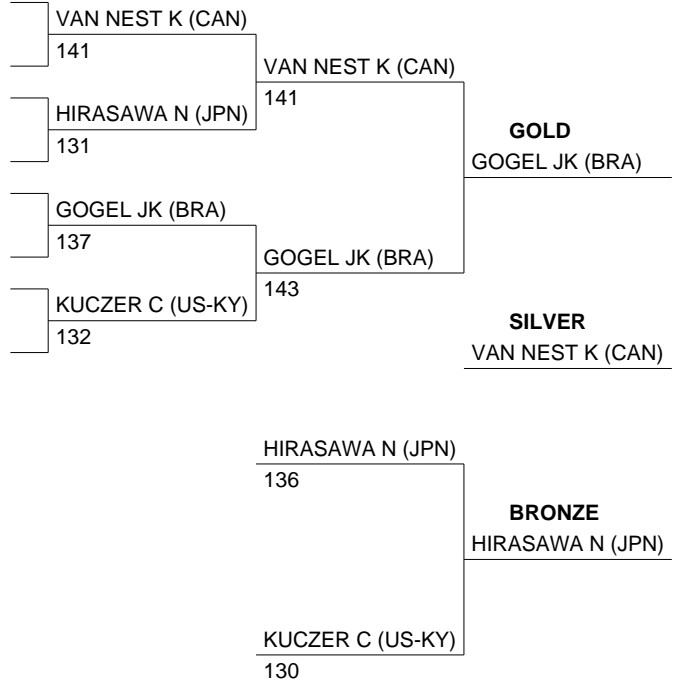 VAN NEST K (CAN)
141
HIRASAWA N (JPN)
131
GOGEL JK (BRA)
137
KUCZER C (US-KY)
132
VAN NEST K (CAN)
141
GOGEL JK (BRA)
143
GOLD
GOGEL JK (BRA)
SILVER
VAN NEST K (CAN)
HIRASAWA N (JPN)
136
KUCZER C (US-KY)
130
BRONZE
HIRASAWA N (JPN)